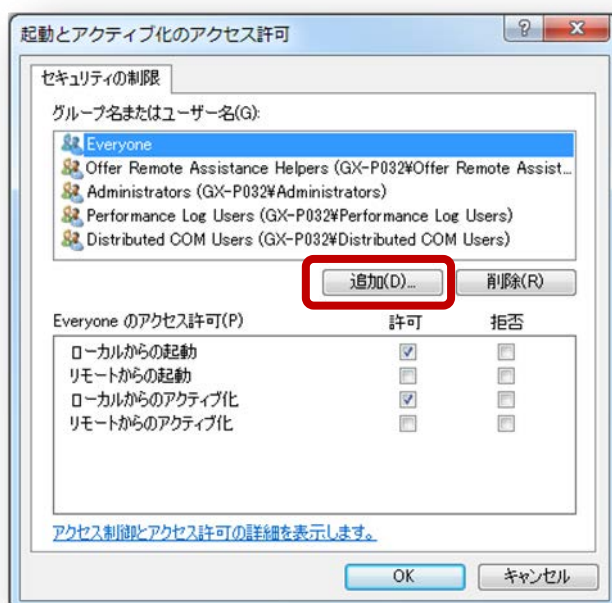 起動とアクティブ化のアクセス許可
セキュリティの制限
グループ名またはユーザー名(G):
Everyone
Offer Remote Assistance Helpers (GX-P032¥Offer Remote Assist...
Administrators (GX-P032¥Administrators)
Performance Log Users (GX-P032¥Performance Log Users)
Distributed COM Users (GX-P032¥Distributed COM Users)
追加(D)... 削除(R)
Everyone のアクセス許可(P) 許可 拒否
ローカルからの起動
リモートからの起動
ローカルからのアクティブ化
リモートからのアクティブ化
アクセス制御とアクセス許可の詳細を表示します。
OK キャンセル